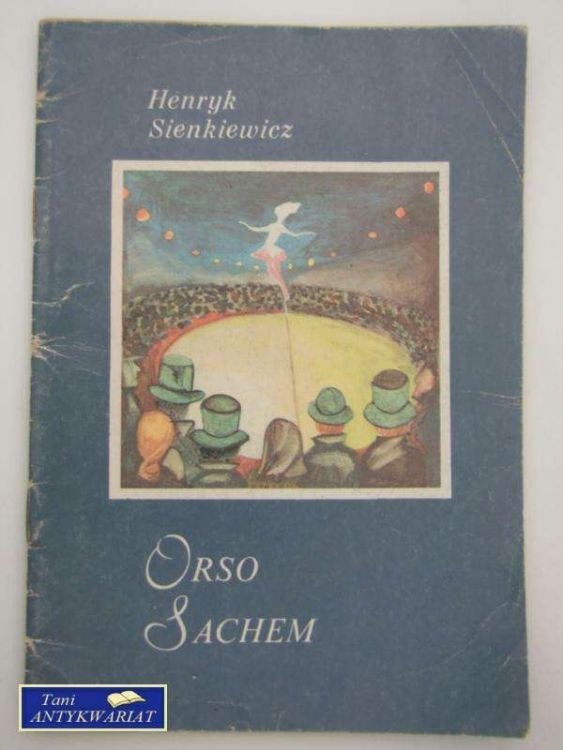 Henryk
Sienkiewicz
ORSO
SACHEM
Tani
ANTYKWARIAT